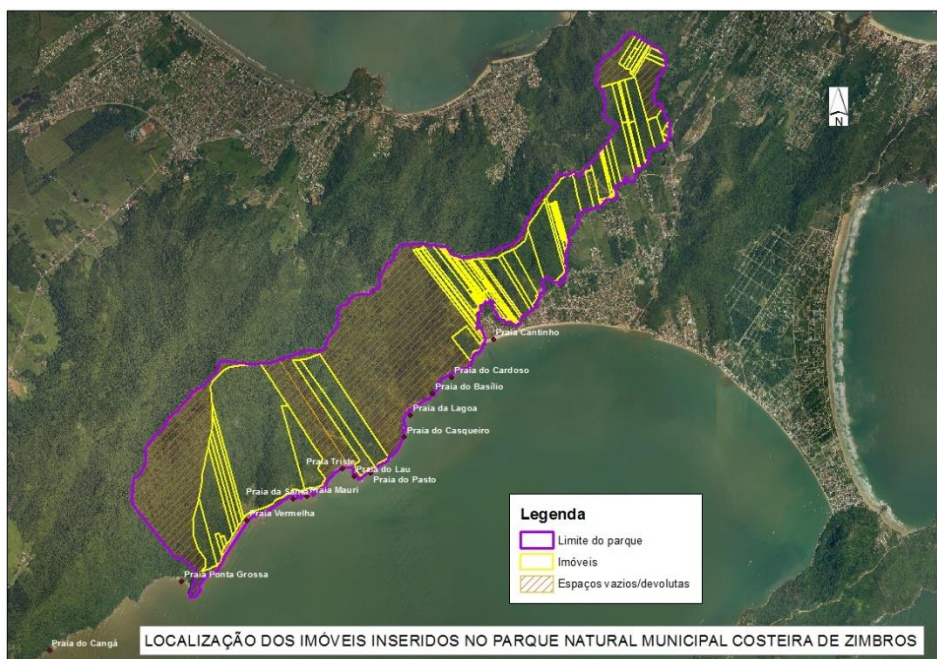 N
Praia Cantinho
Praia do Cardoso
Praia do Basílio
Praia da Lagoa
Praia do Casqueiro
Praia Triste
Praia do Lau
Praia do Pasto
Praia da
Praia Mauri
Praia Vermelha
Praia Ponta Grossa
Praia do Cangá
Legenda
Limite do parque
Imóveis
Espaços vazios/devolutas
LOCALIZAÇÃO DOS IMÓVEIS INSERIDOS NO PARQUE NATURAL MUNICIPAL COSTEIRA DE ZIMBROS